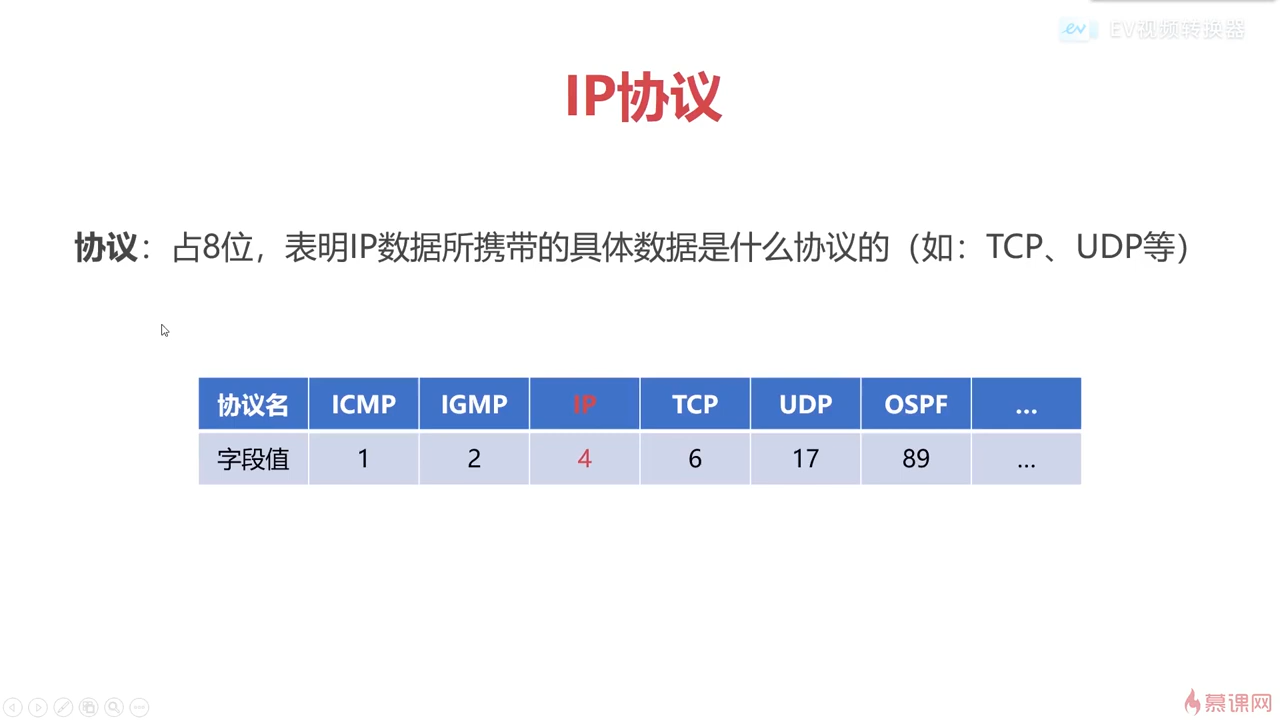 EV视频转换器
IP协议
协议：占8位，表明IP数据所携带的具体数据是什么协议的（如：TCP、UDP等）
协议名 ICMP IGMP IP TCP UDP OSPF ...
字段值 1 2 4 6 17 89 ...
慕课网